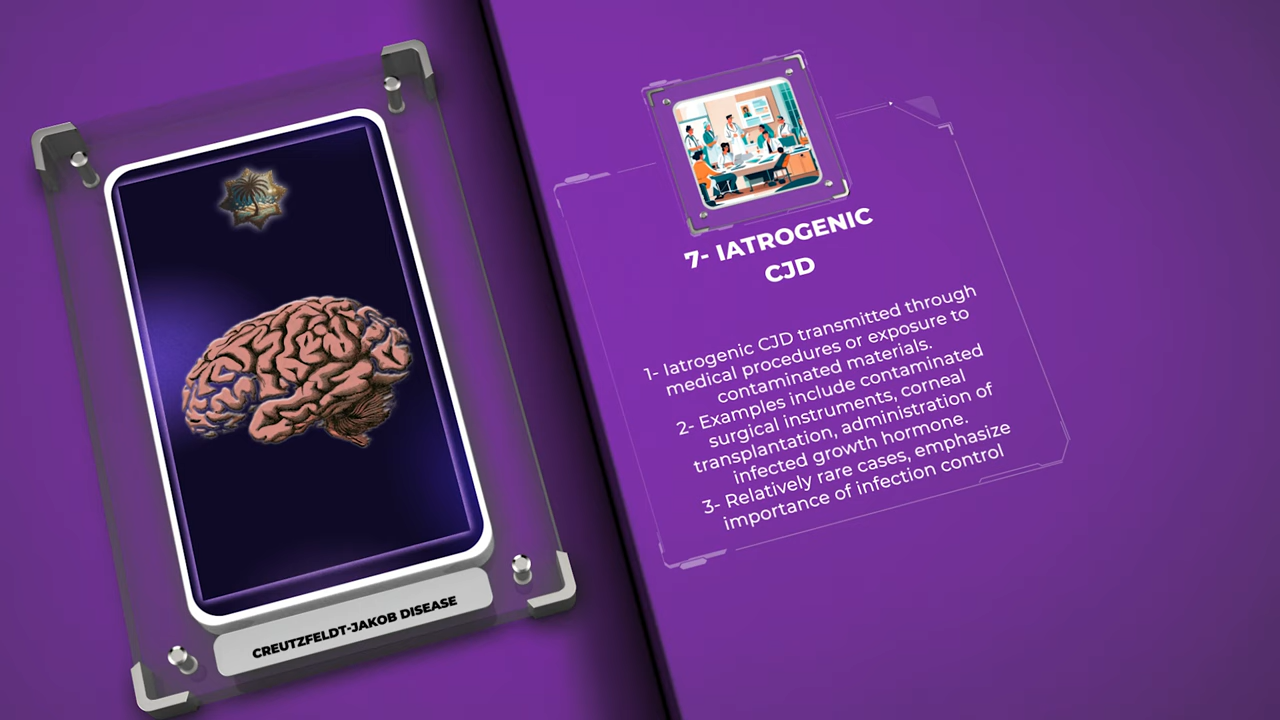 CREUTZFELDT-JAKOB DISEASE
7- IATROGENIC
CJD
1- Iatrogenic CJD transmitted through
medical procedures or exposure to
contaminated materials.
2- Examples include contaminated
surgical instruments, corneal
transplantation, administration of
infected growth hormone.
3- Relatively rare cases, emphasize
importance of infection control